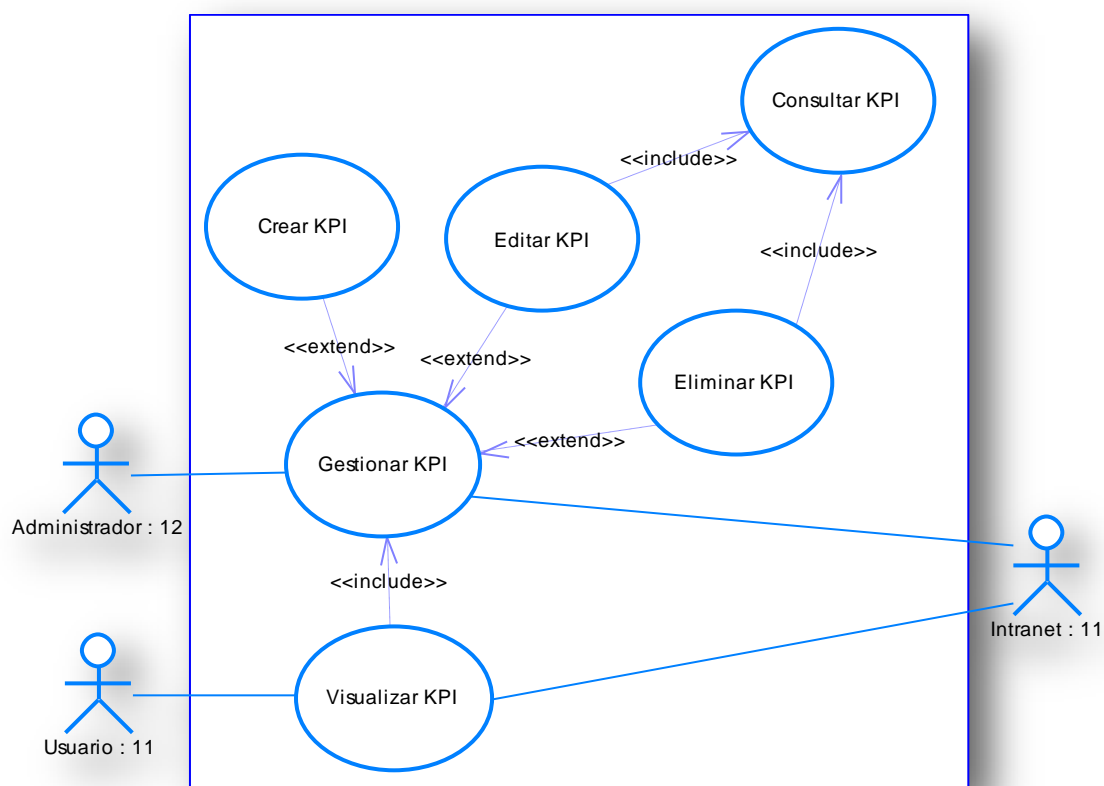 Consultar KPI
<<include>>
Crear KPI
Editar KPI
<<include>>
<<extend>>
<<extend>>
Eliminar KPI
<<extend>>
Gestionar KPI
Administrador : 12
<<include>>
Intranet : 11
Visualizar KPI
Usuario : 11